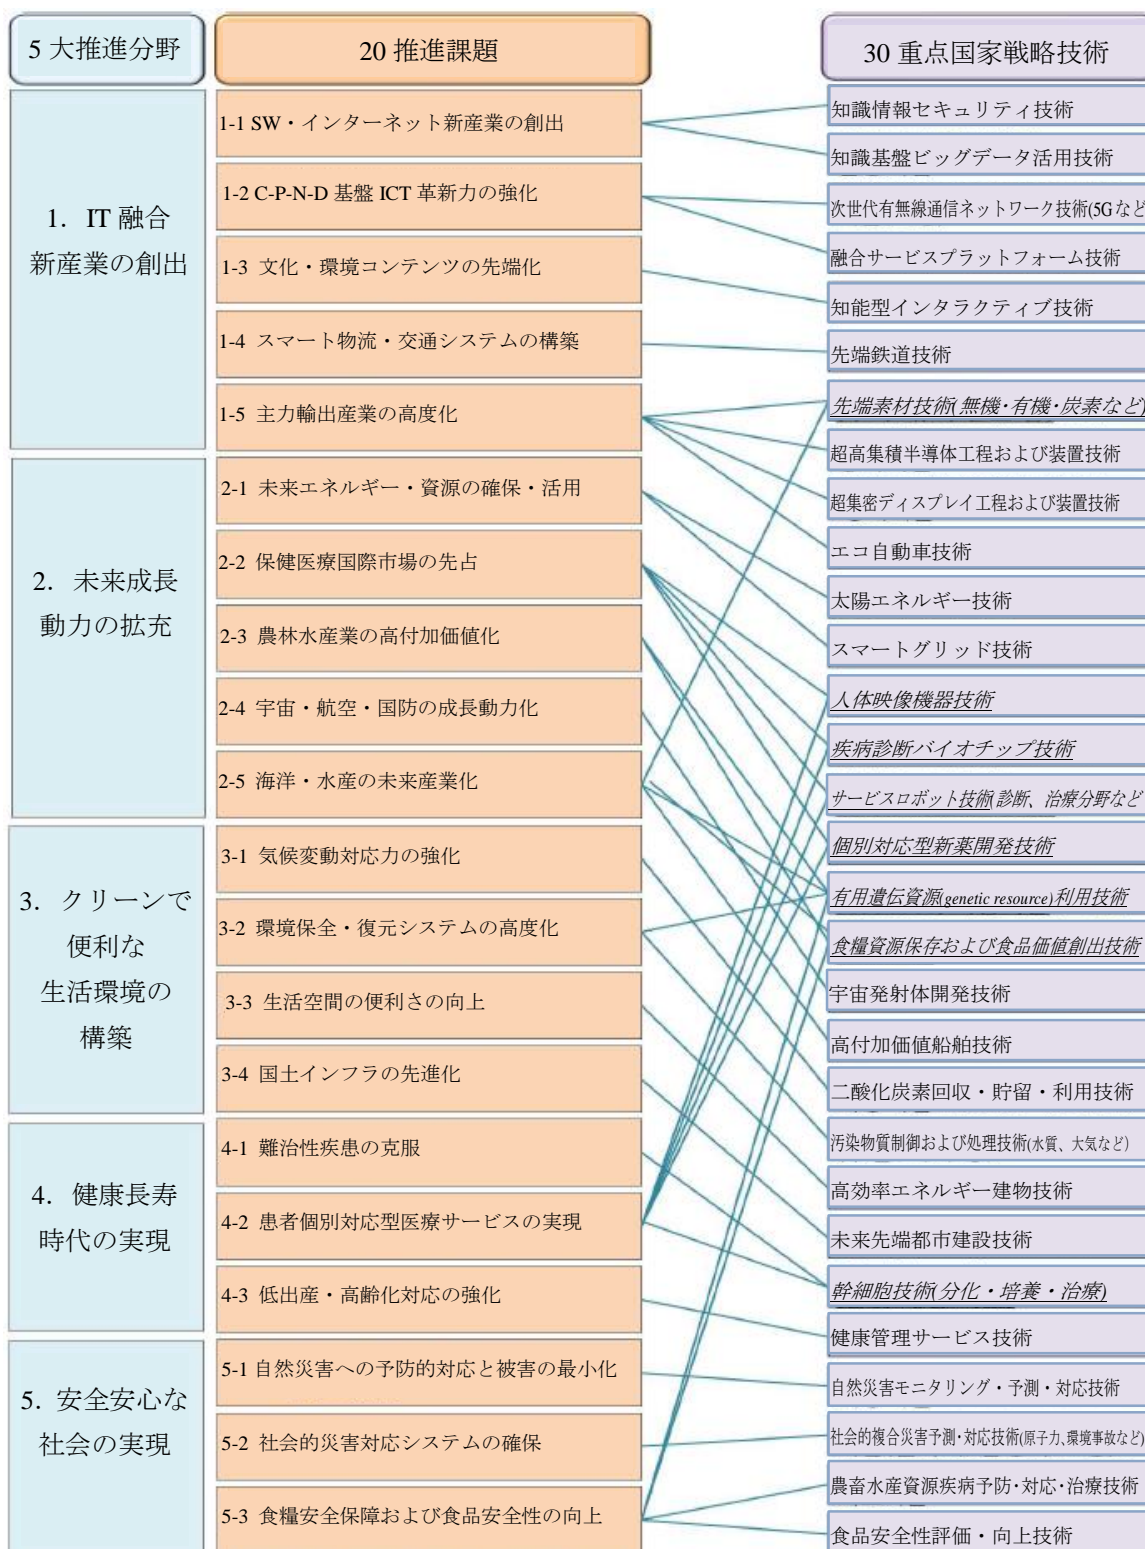 5 大推進分野
20 推進課題
30 重点国家戦略技術
1. IT 融合
新産業の創出
2. 未来成長
動力の拡充
3. クリーンで
便利な
生活環境の
構築
4. 健康長寿
時代の実現
5. 安全安心な
社会の実現
1-1 SW・インターネット新産業の創出
1-2 C-P-N-D 基盤 ICT 革新力の強化
1-3 文化・環境コンテンツの先端化
1-4 スマート物流・交通システムの構築
1-5 主力輸出産業の高度化
2-1 未来エネルギー・資源の確保・活用
2-2 保健医療国際市場の先占
2-3 農林水産業の高付加価値化
2-4 宇宙・航空・国防の成長動力化
2-5 海洋・水産の未来産業化
3-1 気候変動対応力の強化
3-2 環境保全・復元システムの高度化
3-3 生活空間の便利さの向上
3-4 国土インフラの先進化
4-1 難治性疾患の克服
4-2 患者個別対応型医療サービスの実現
4-3 低出産・高齢化対応の強化
5-1 自然災害への予防的対応と被害の最小化
5-2 社会的災害対応システムの確保
5-3 食糧安全保障および食品安全性の向上
知識情報セキュリティ技術
知識基盤ビッグデータ活用技術
次世代有無線通信ネットワーク技術(5Gなど
融合サービスプラットフォーム技術
知能型インタラクティブ技術
先端鉄道技術
先端素材技術(無機・有機・炭素など)
超高集積半導体工程および装置技術
超集密ディスプレイ工程および装置技術
エコ自動車技術
太陽エネルギー技術
スマートグリッド技術
人体映像機器技術
疾病診断バイオチップ技術
サービスロボット技術(診断、治療分野など
個別対応型新薬開発技術
有用遺伝資源(genetic resource)利用技術
食糧資源保存および食品価値創出技術
宇宙発射体開発技術
高付加価値船舶技術
二酸化炭素回収・貯留・利用技術
汚染物質制御および処理技術(水質、大気など)
高効率エネルギー建物技術
未来先端都市建設技術
幹細胞技術(分化・培養・治療)
健康管理サービス技術
自然災害モニタリング・予測・対応技術
社会的複合災害予測・対応技術(原子力、環境事故など)
農畜水産資源疾病予防・対応・治療技術
食品安全性評価・向上技術